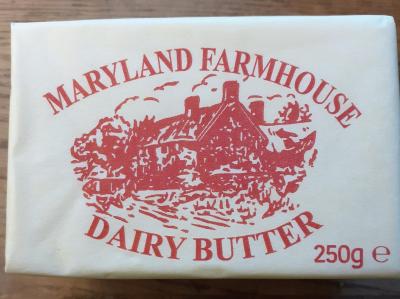 MARYLAND FARMHOUSE
DAIRY BUTTER
250g ℮